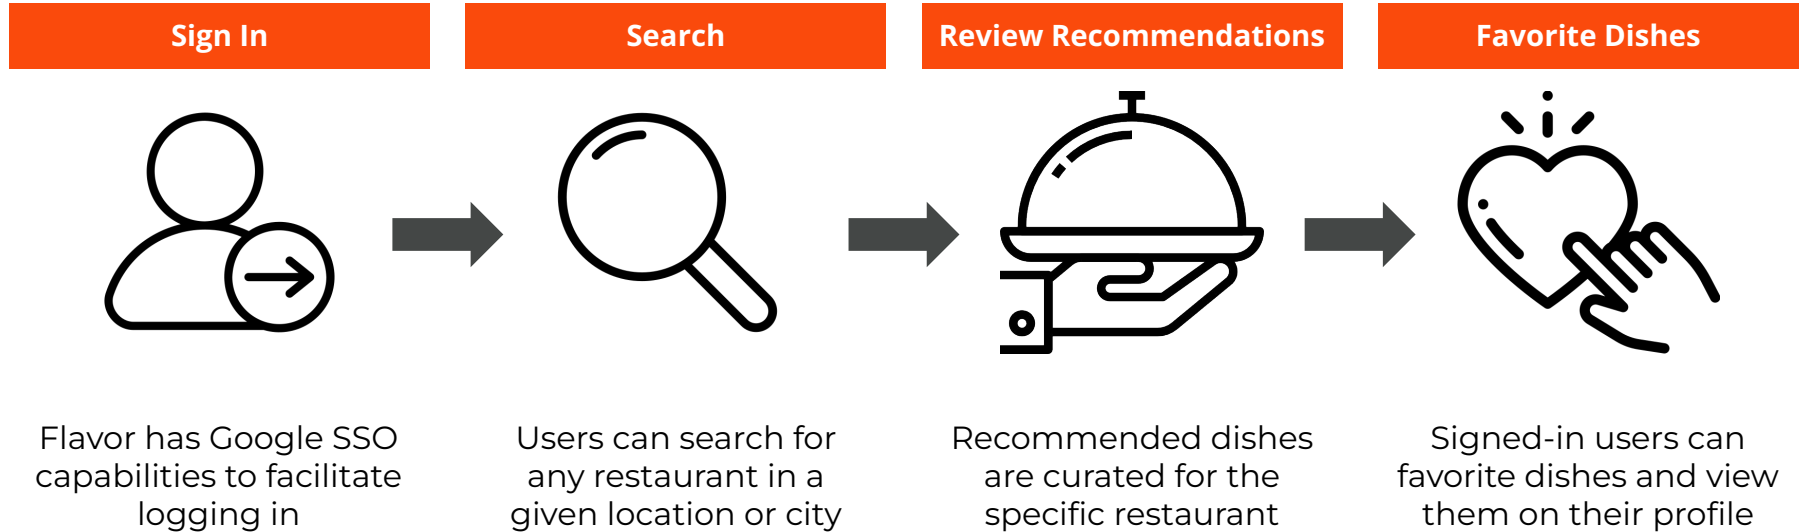 Sign In
Search
Review Recommendations
Favorite Dishes
Flavor has Google SSO
capabilities to facilitate
logging in
Users can search for
any restaurant in a
given location or city
Recommended dishes
are curated for the
specific restaurant
Signed-in users can
favorite dishes and view
them on their profile